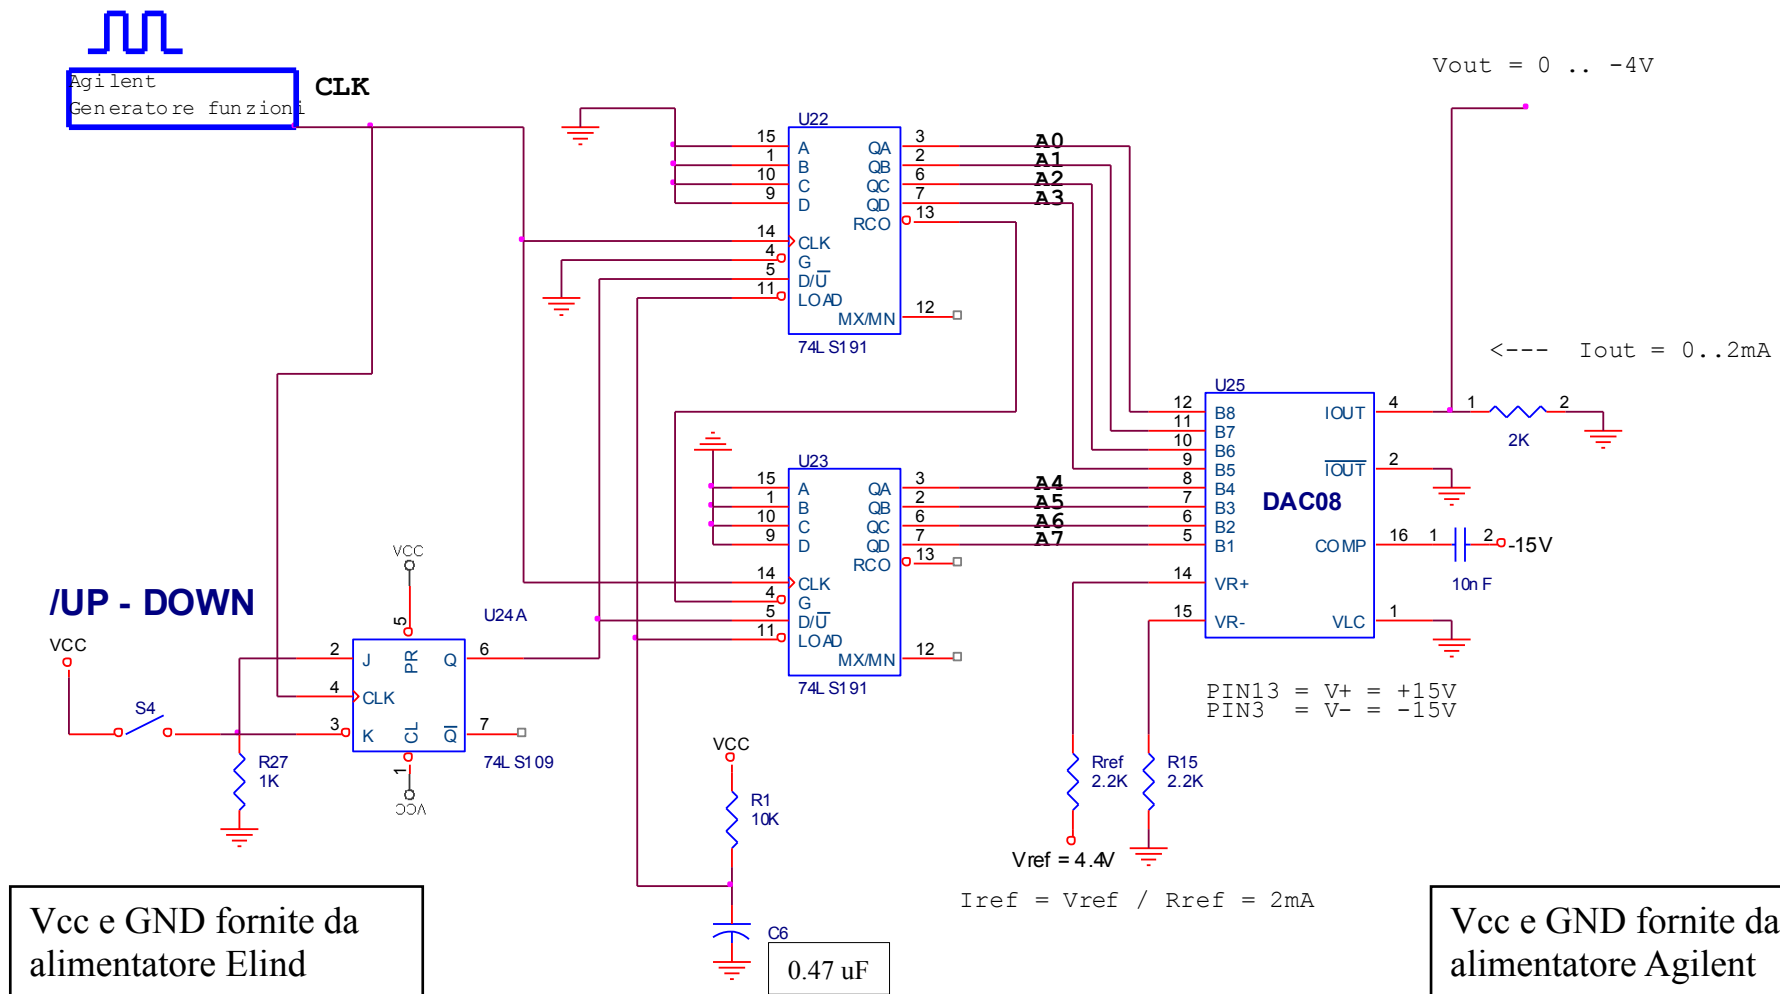 Agilent
Generatore funzioni
CLK
Vout = 0 .. -4V
<--- Iout = 0..2mA
U22
15 A QA 3 A0
1 B QB 2 A1
10 C QC 6 A2
9 D QD 7 A3
RCO 13
14 CLK
4 G
5 D/U
11 LOAD
MX/MN 12
74LS191
U23
15 A QA 3 A4
1 B QB 2 A5
10 C QC 6 A6
9 D QD 7 A7
RCO 13
14 CLK
4 G
5 D/U
11 LOAD
MX/MN 12
74LS191
U25
12 B8 IOUT 4 1 2
11 B7 2K
10 B6
9 B5 IOUT 2
8 B4
DAC08
7 B3
6 B2
5 B1 COMP 16 1 2 -15V
10nF
14 VR+
15 VR- VLC 1
PIN13 = V+ = +15V
PIN3 = V- = -15V
/UP - DOWN
VCC
S4
R27
1K
VCC
U24A
5
2 J PR Q 6
4 CLK
3 K CL Q 7
1
74LS109
VCC
VCC
R1
10K
C6
0.47 uF
Rref
2.2K
R15
2.2K
Vref = 4.4V
Iref = Vref / Rref = 2mA
Vcc e GND fornite da
alimentatore Elind
Vcc e GND fornite da
alimentatore Agilent